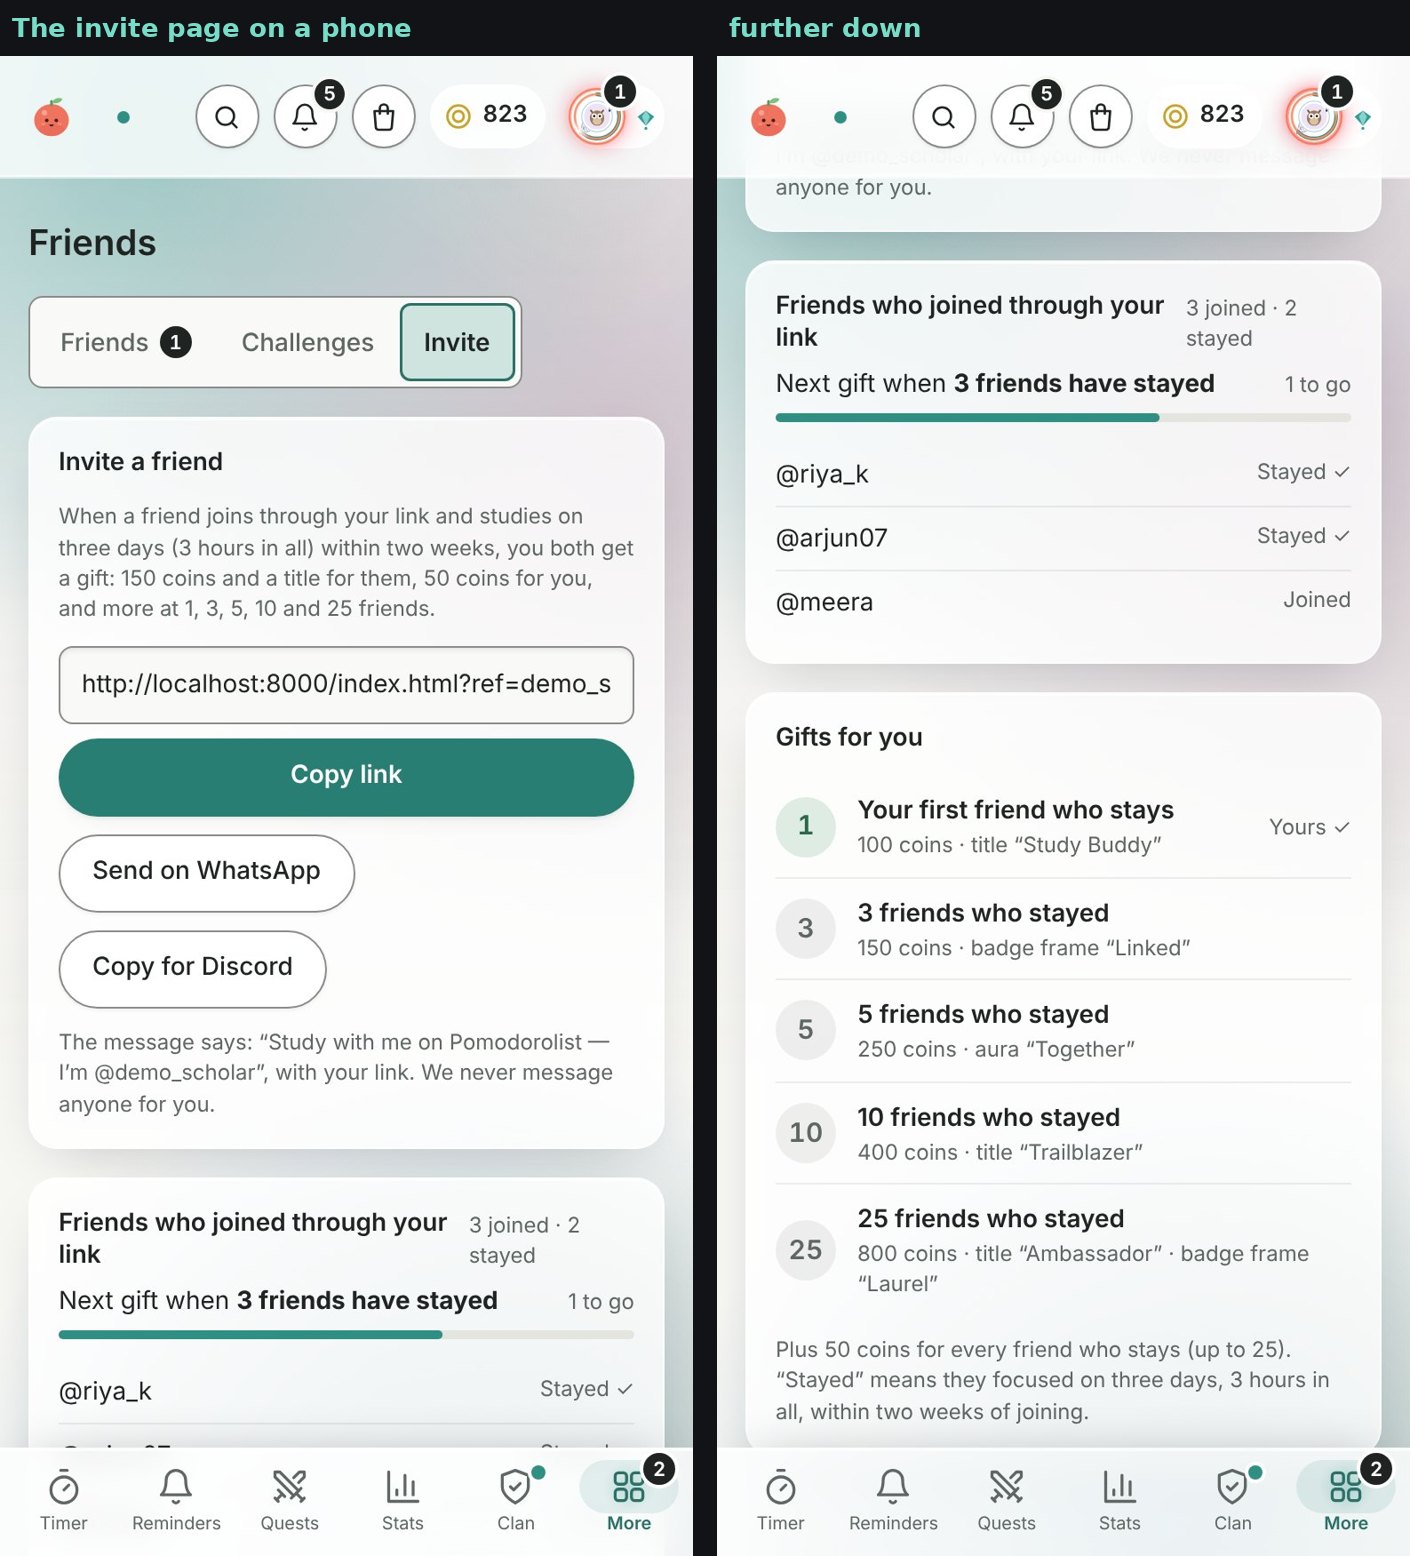 The invite page on a phone
5
823
1
Friends
Friends 1
Challenges
Invite
Invite a friend
When a friend joins through your link and studies on
three days (3 hours in all) within two weeks, you both get
a gift: 150 coins and a title for them, 50 coins for you,
and more at 1, 3, 5, 10 and 25 friends.
http://localhost:8000/index.html?ref=demo_s
Copy link
Send on WhatsApp
Copy for Discord
The message says: “Study with me on Pomodorolist —
I’m @demo_scholar”, with your link. We never message
anyone for you.
Friends who joined through your
link
3 joined · 2
stayed
Next gift when 3 friends have stayed
1 to go
@riya_k
Stayed ✓
2
Timer
Reminders
Quests
Stats
Clan
More
further down
5
823
1
I’m @demo_scholar”, with your link. We never message
anyone for you.
Friends who joined through your
link
3 joined · 2
stayed
Next gift when 3 friends have stayed
1 to go
@riya_k
Stayed ✓
@arjun07
Stayed ✓
@meera
Joined
Gifts for you
1
Your first friend who stays
100 coins · title “Study Buddy”
Yours ✓
3
3 friends who stayed
150 coins · badge frame “Linked”
5
5 friends who stayed
250 coins · aura “Together”
10
10 friends who stayed
400 coins · title “Trailblazer”
25
25 friends who stayed
800 coins · title “Ambassador” · badge frame
“Laurel”
Plus 50 coins for every friend who stays (up to 25).
“Stayed” means they focused on three days, 3 hours in
all, within two weeks of joining.
2
Timer
Reminders
Quests
Stats
Clan
More